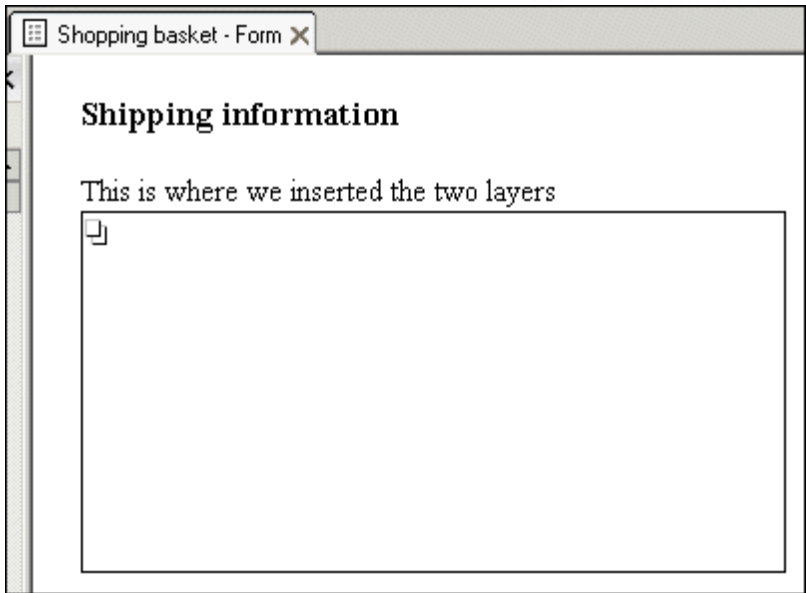 Shopping basket - Form
Shipping information
This is where we inserted the two layers